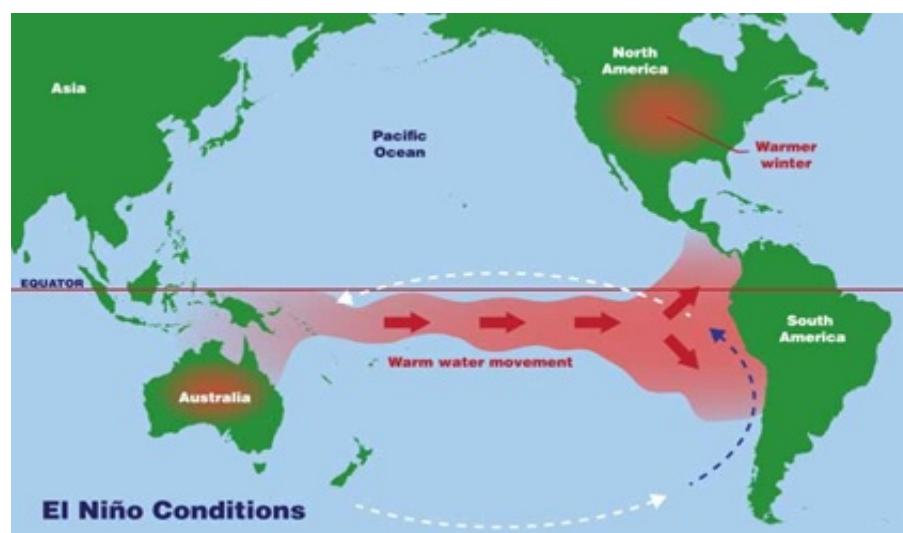 North
America
Asia
Pacific
Ocean
Warmer
winter
EQUATOR
South
America
Warm water movement
Australia
El Niño Conditions